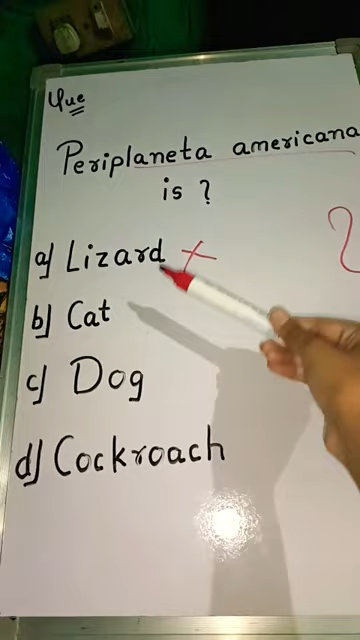 Que
Periplaneta americana
is ?
a) Lizard ×
b) Cat
c) Dog
d) Cockroach